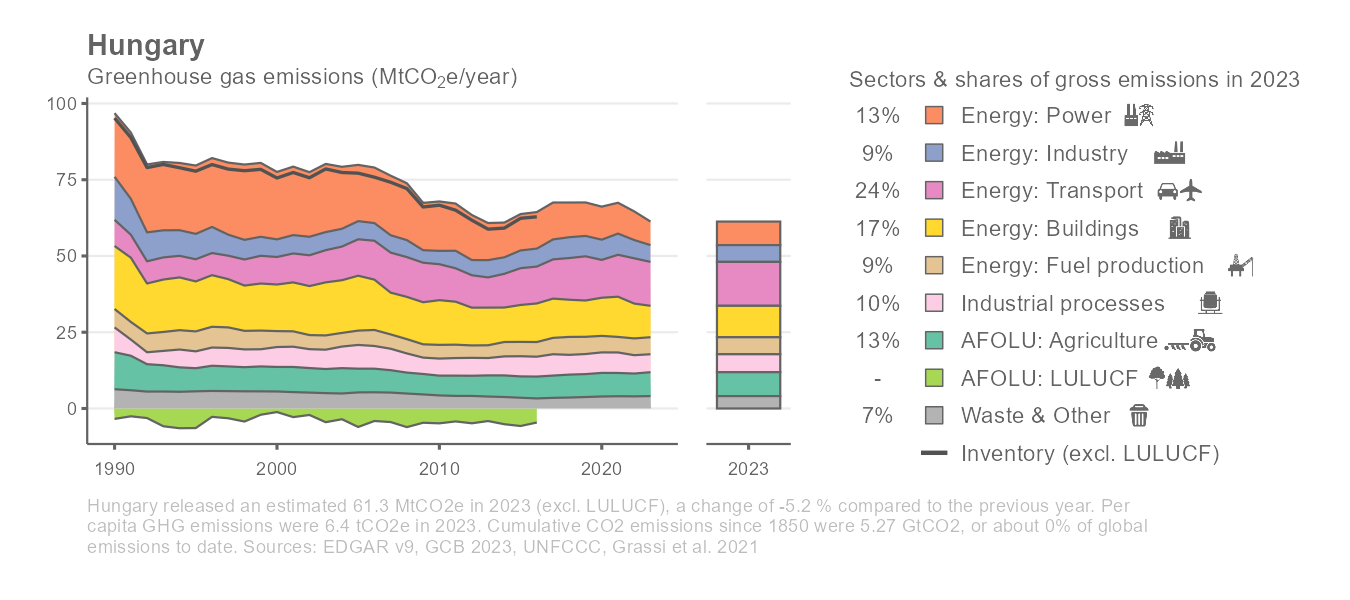 Hungary
Greenhouse gas emissions (MtCO₂e/year)
100
75
50
25
0
1990
2000
2010
2020
2023
Sectors & shares of gross emissions in 2023
13% Energy: Power
9% Energy: Industry
24% Energy: Transport
17% Energy: Buildings
9% Energy: Fuel production
10% Industrial processes
13% AFOLU: Agriculture
- AFOLU: LULUCF
7% Waste & Other
Inventory (excl. LULUCF)
Hungary released an estimated 61.3 MtCO2e in 2023 (excl. LULUCF), a change of -5.2 % compared to the previous year. Per
capita GHG emissions were 6.4 tCO2e in 2023. Cumulative CO2 emissions since 1850 were 5.27 GtCO2, or about 0% of global
emissions to date. Sources: EDGAR v9, GCB 2023, UNFCCC, Grassi et al. 2021